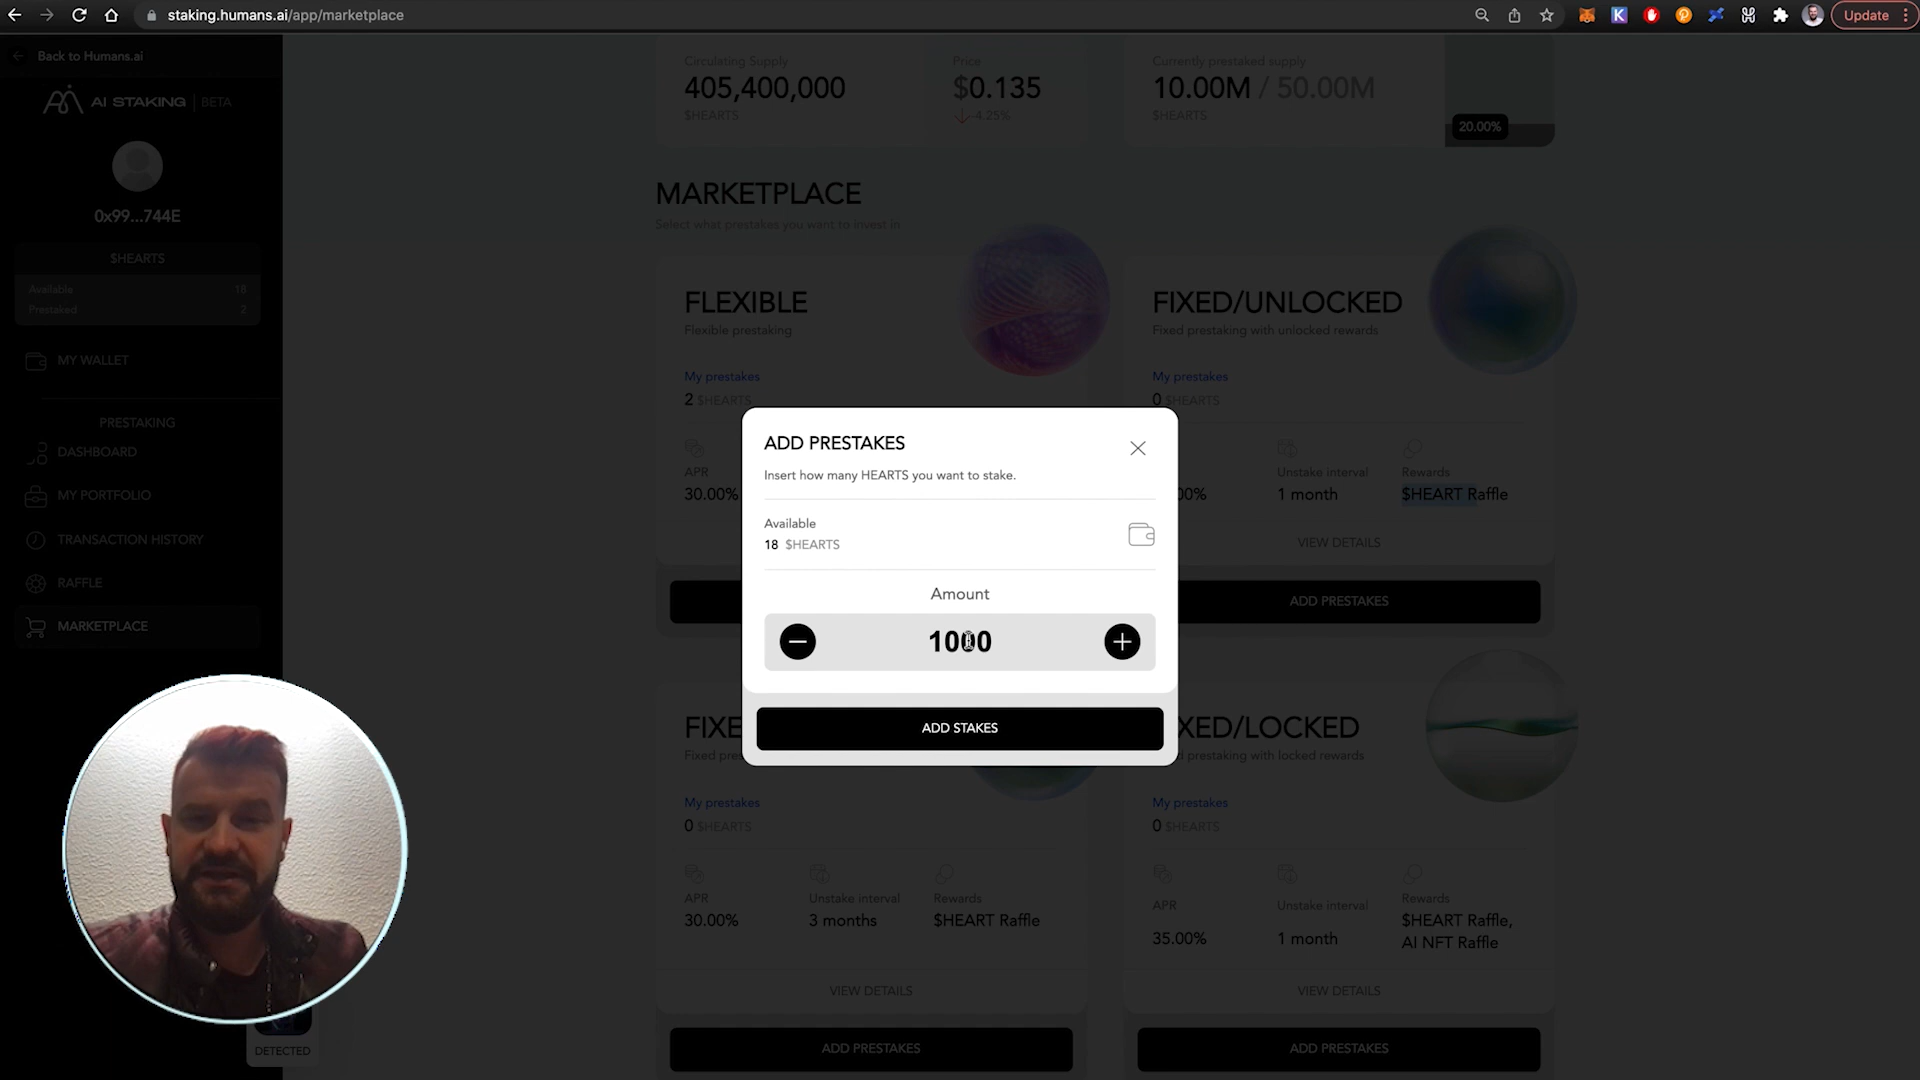 staking.humans.ai/app/marketplace
Update
Back to Humans.ai
AI STAKING | BETA
0x99...744E
$HEARTS
Available 18
Prestaked 2
MY WALLET
PRESTAKING
DASHBOARD
MY PORTFOLIO
TRANSACTION HISTORY
RAFFLE
MARKETPLACE
DETECTED
Circulating Supply
405,400,000
$HEARTS
Price
$0.135
-4.25%
Currently prestaked supply
10.00M / 50.00M
$HEARTS
20.00%
MARKETPLACE
Select what prestakes you want to invest in
FLEXIBLE
Flexible prestaking
My prestakes
2 $HEARTS
APR
30.00%
FIXED/UNLOCKED
Fixed prestaking with unlocked rewards
My prestakes
0 $HEARTS
Unstake interval
1 month
Rewards
$HEART Raffle
VIEW DETAILS
ADD PRESTAKES
ADD PRESTAKES
Insert how many HEARTS you want to stake.
Available
18 $HEARTS
Amount
1000
ADD STAKES
My prestakes
0 $HEARTS
APR
30.00%
Unstake interval
3 months
Rewards
$HEART Raffle
VIEW DETAILS
ADD PRESTAKES
XED/LOCKED
prestaking with locked rewards
My prestakes
0 $HEARTS
APR
35.00%
Unstake interval
1 month
Rewards
$HEART Raffle,
AI NFT Raffle
VIEW DETAILS
ADD PRESTAKES